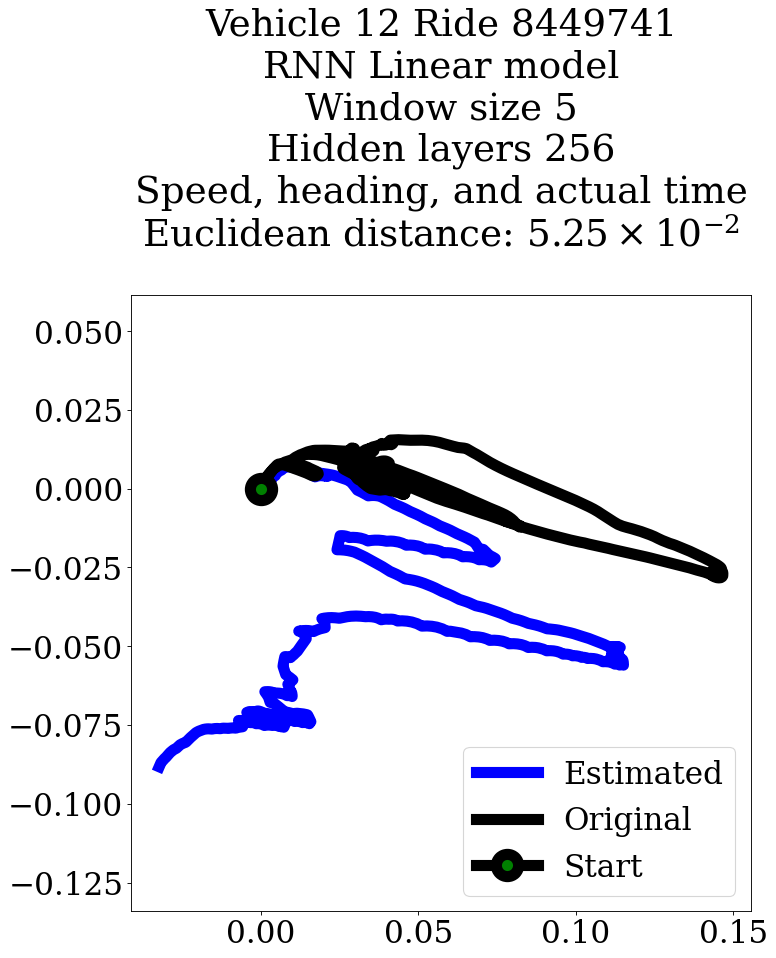 Vehicle 12 Ride 8449741
RNN Linear model
Window size 5
Hidden layers 256
Speed, heading, and actual time
Euclidean distance: 5.25 × 10⁻²
0.050
0.025
0.000
−0.025
−0.050
−0.075
−0.100
−0.125
Estimated
Original
Start
0.00 0.05 0.10 0.15